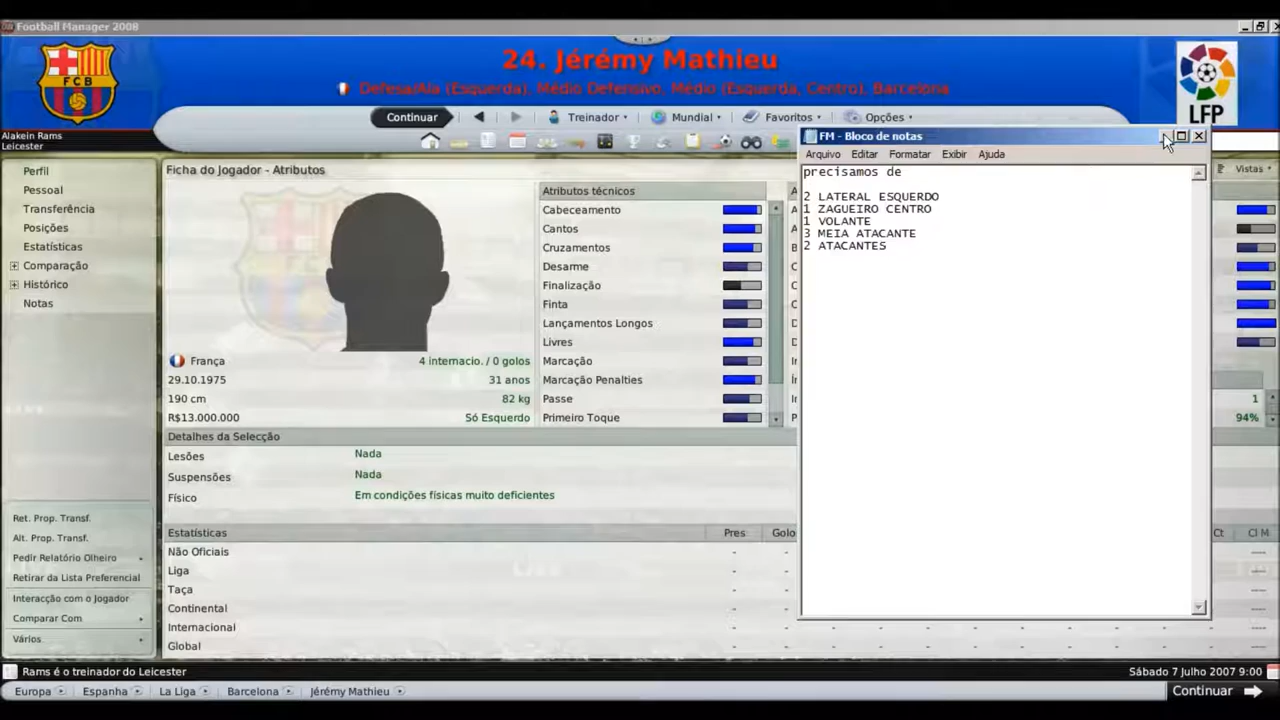 Football Manager 2008
FCB
24. Jérémy Mathieu
Defesa/Ala (Esquerda), Médio Defensivo, Médio (Esquerda, Centro), Barcelona
LFP
Continuar
Treinador
Mundial
Favoritos
Opções
Alakein Rams
Leicester
FM - Bloco de notas
Arquivo Editar Formatar Exibir Ajuda
precisamos de
2 LATERAL ESQUERDO
1 ZAGUEIRO CENTRO
1 VOLANTE
3 MEIA ATACANTE
2 ATACANTES
Vistas
Perfil
Pessoal
Transferência
Posições
Estatísticas
Comparação
Histórico
Notas
Ficha do Jogador - Atributos
França
4 internacio. / 0 golos
29.10.1975
31 anos
190 cm
82 kg
R$13.000.000
Só Esquerdo
Atributos técnicos
Cabeceamento
Cantos
Cruzamentos
Desarme
Finalização
Finta
Lançamentos Longos
Livres
Marcação
Marcação Penalties
Passe
Primeiro Toque
1
94%
Detalhes da Selecção
Lesões Nada
Suspensões Nada
Físico Em condições físicas muito deficientes
Estatísticas Pres Golo Ct Cl M
Não Oficiais
Liga
Taça
Continental
Internacional
Global
Ret. Prop. Transf.
Alt. Prop. Transf.
Pedir Relatório Olheiro
Retirar da Lista Preferencial
Interacção com o Jogador
Comparar Com
Vários
Rams é o treinador do Leicester
Sábado 7 Julho 2007 9:00
Europa Espanha La Liga Barcelona Jérémy Mathieu
Continuar